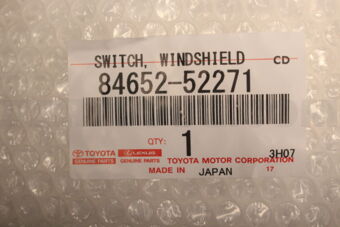 SWITCH, WINDSHIELD CD
84652-52271
QTY: 1
TOYOTA LEXUS 3H07
GENUINE PARTS GENUINE PARTS TOYOTA MOTOR CORPORATION
MADE IN JAPAN 17